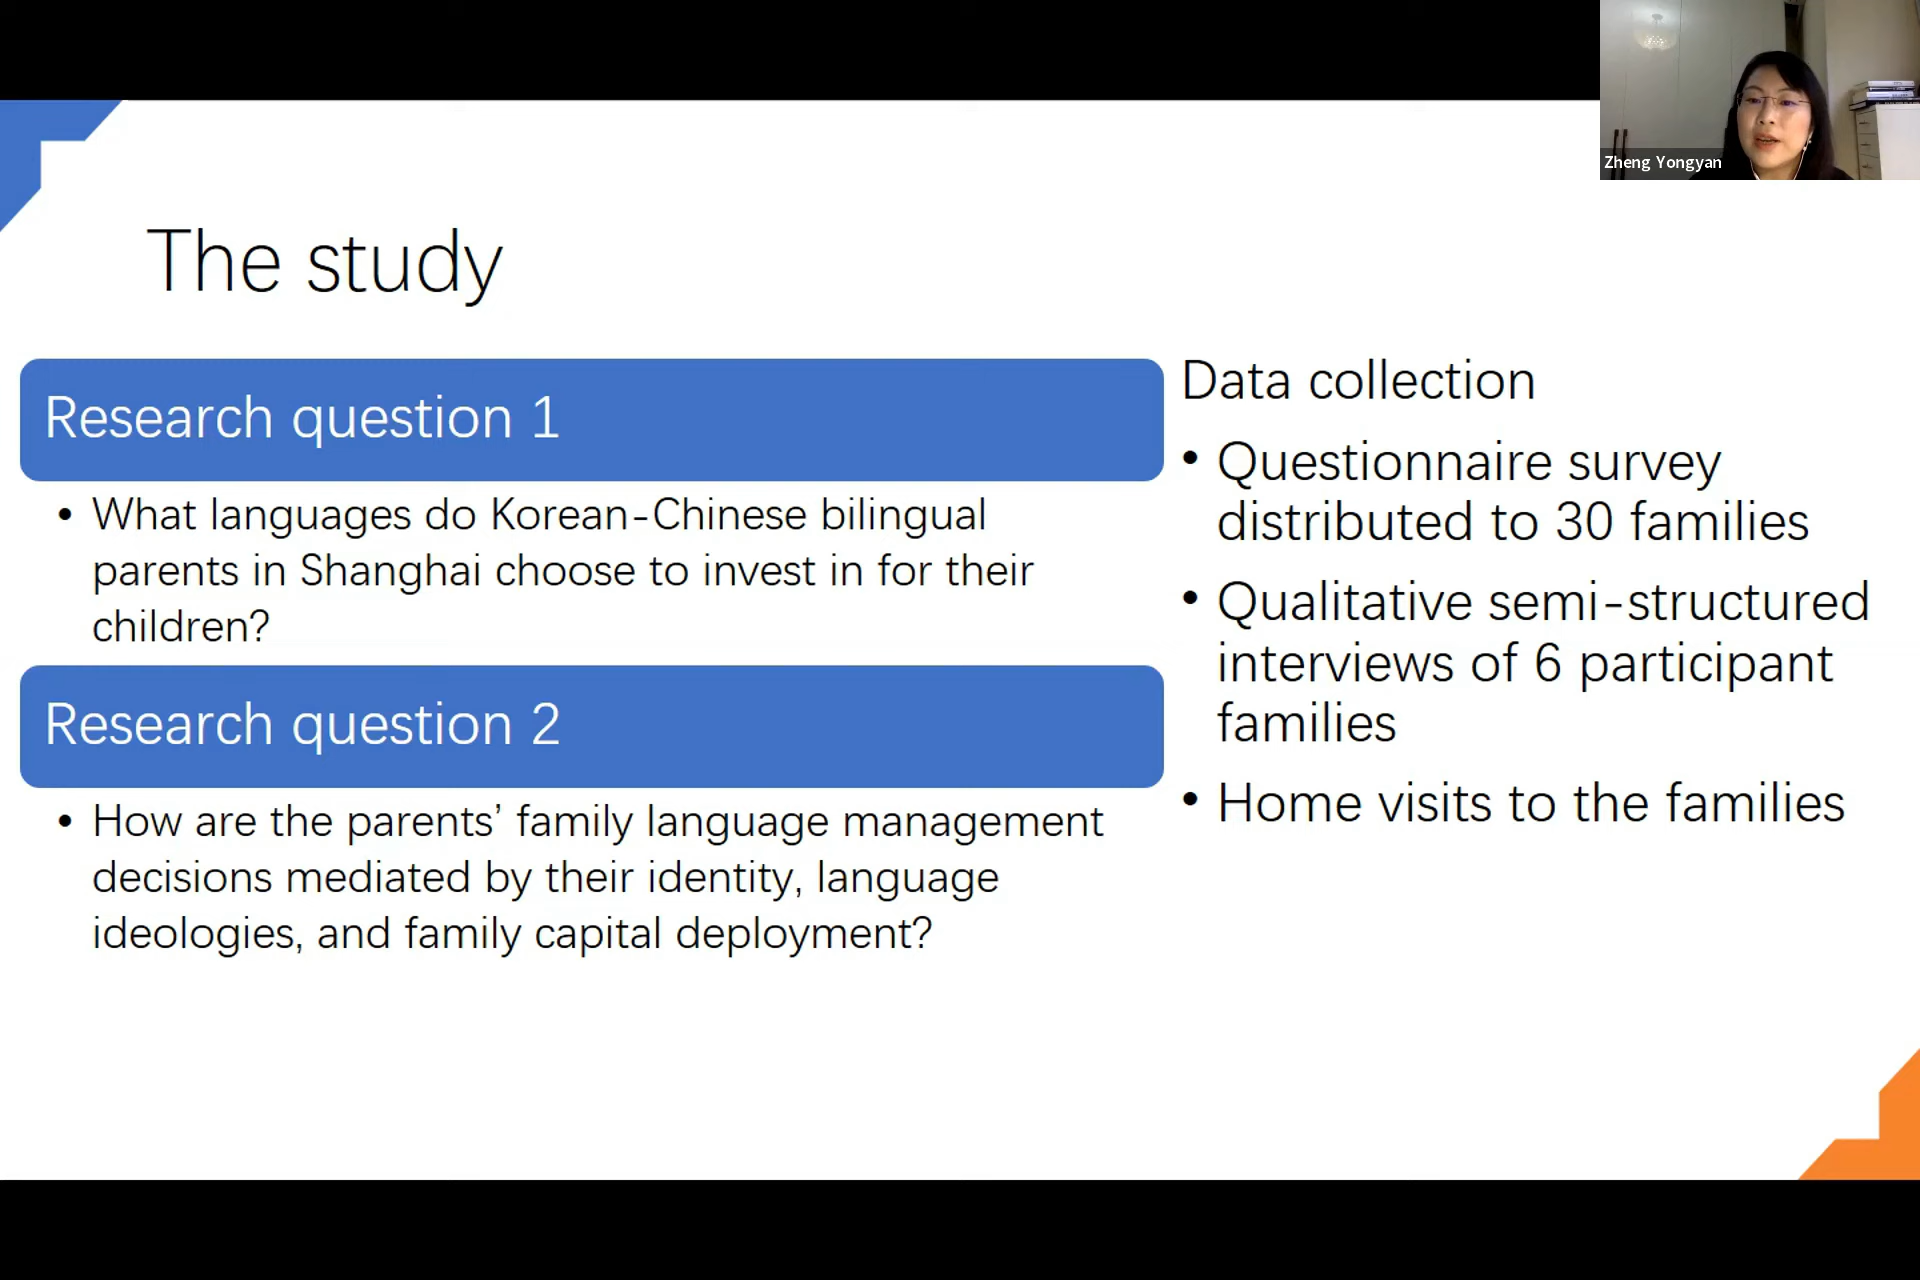 Zheng Yongyan
The study
Research question 1
• What languages do Korean-Chinese bilingual
parents in Shanghai choose to invest in for their
children?
Research question 2
• How are the parents’ family language management
decisions mediated by their identity, language
ideologies, and family capital deployment?
Data collection
• Questionnaire survey
distributed to 30 families
• Qualitative semi-structured
interviews of 6 participant
families
• Home visits to the families